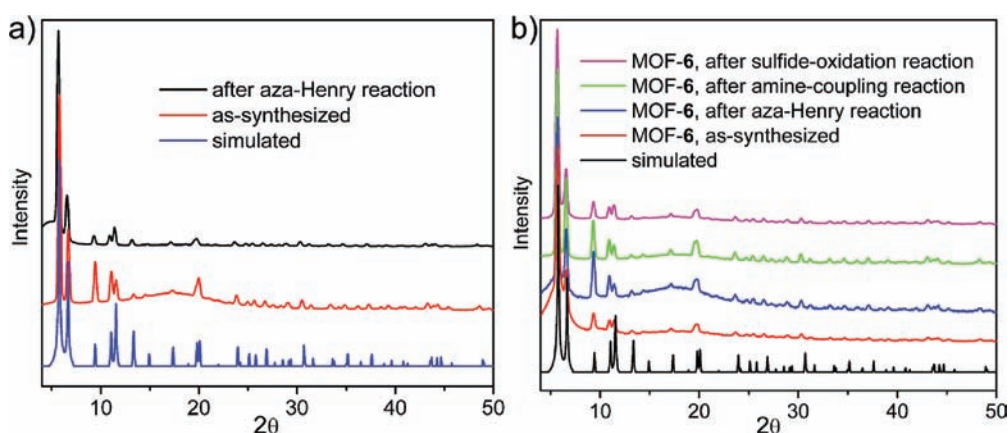 a)
after aza-Henry reaction
as-synthesized
simulated
Intensity
10 20 30 40 50
2θ
b)
MOF-6, after sulfide-oxidation reaction
MOF-6, after amine-coupling reaction
MOF-6, after aza-Henry reaction
MOF-6, as-synthesized
simulated
Intensity
10 20 30 40 50
2θ